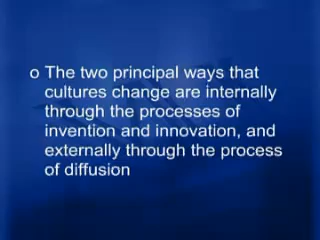 o The two principal ways that
cultures change are internally
through the processes of
invention and innovation, and
externally through the process
of diffusion